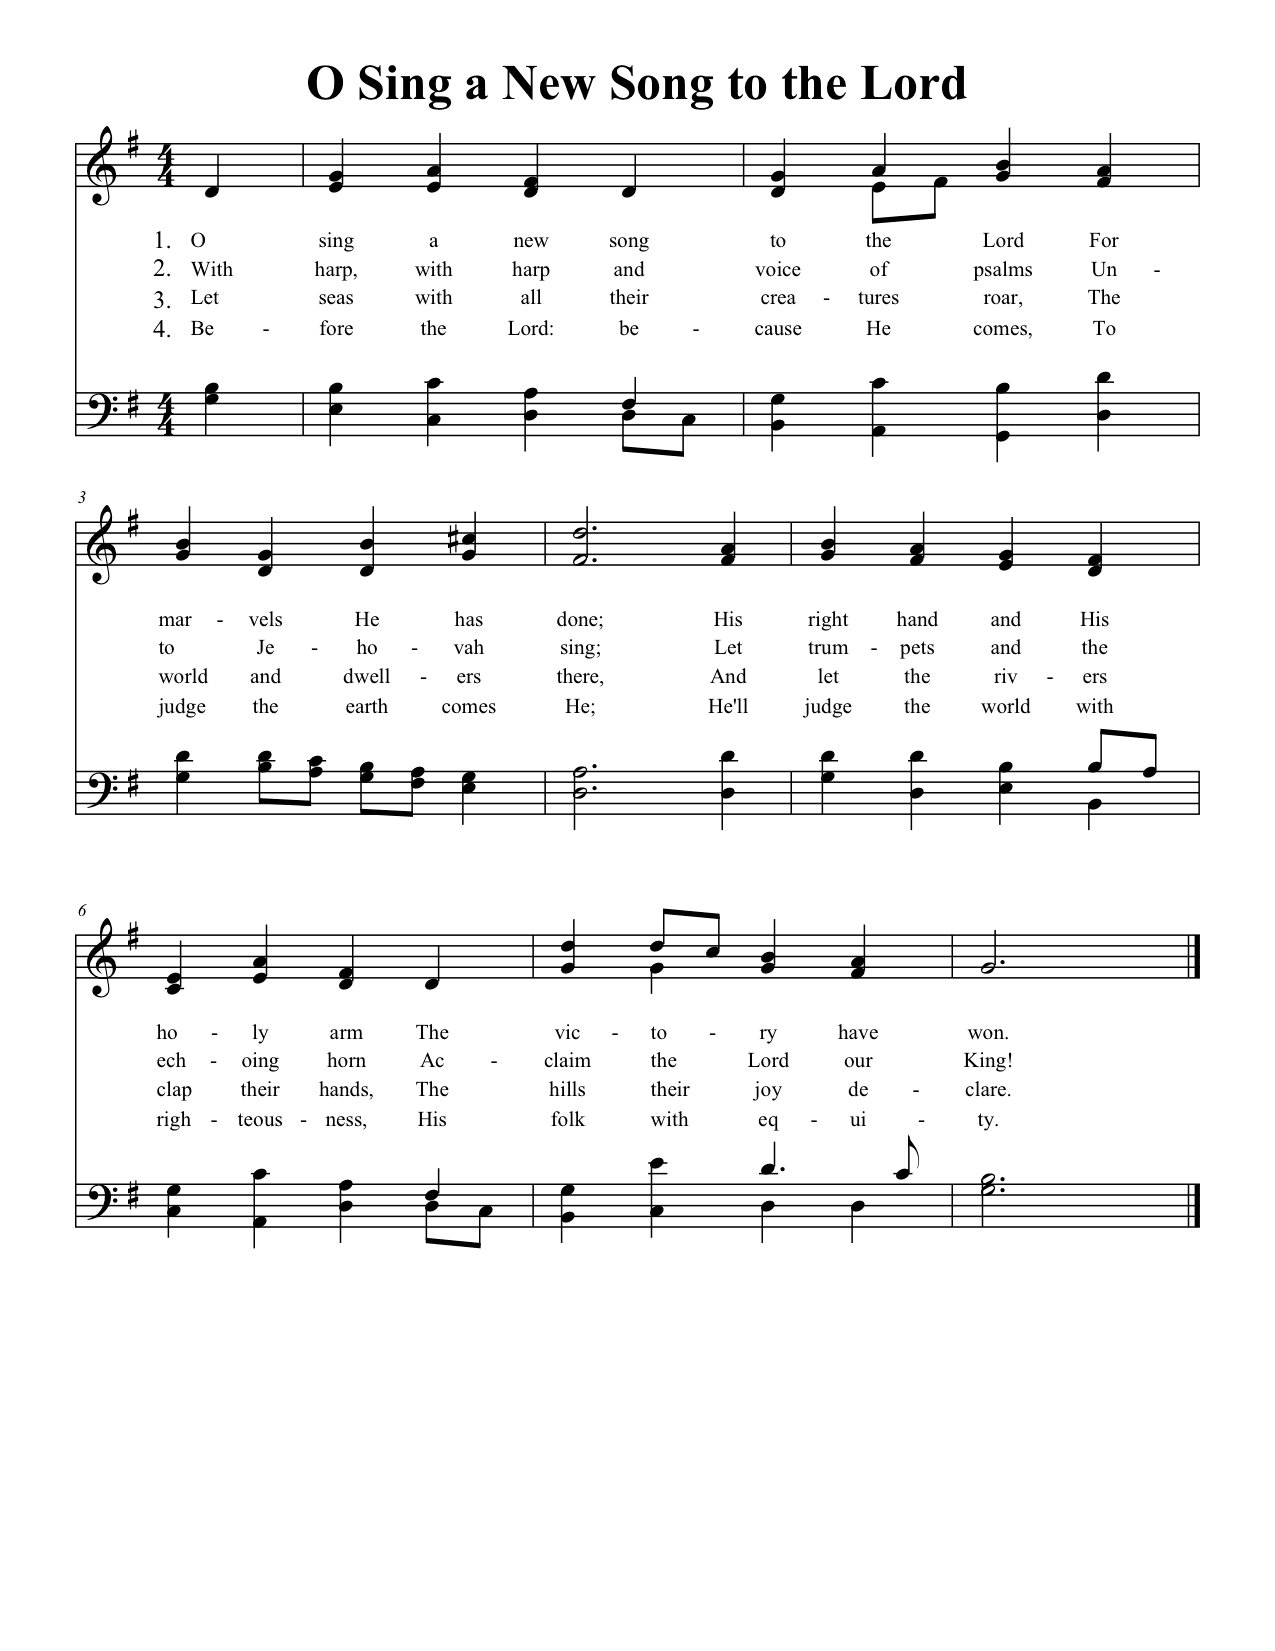 O Sing a New Song to the Lord
1. O sing a new song to the Lord For
2. With harp, with harp and voice of psalms Un -
3. Let seas with all their crea - tures roar, The
4. Be - fore the Lord: be - cause He comes, To
3
mar - vels He has done; His right hand and His
to Je - ho - vah sing; Let trum - pets and the
world and dwell - ers there, And let the riv - ers
judge the earth comes He; He'll judge the world with
6
ho - ly arm The vic - to - ry have won.
ech - oing horn Ac - claim the Lord our King!
clap their hands, The hills their joy de - clare.
righ - teous - ness, His folk with eq - ui - ty.